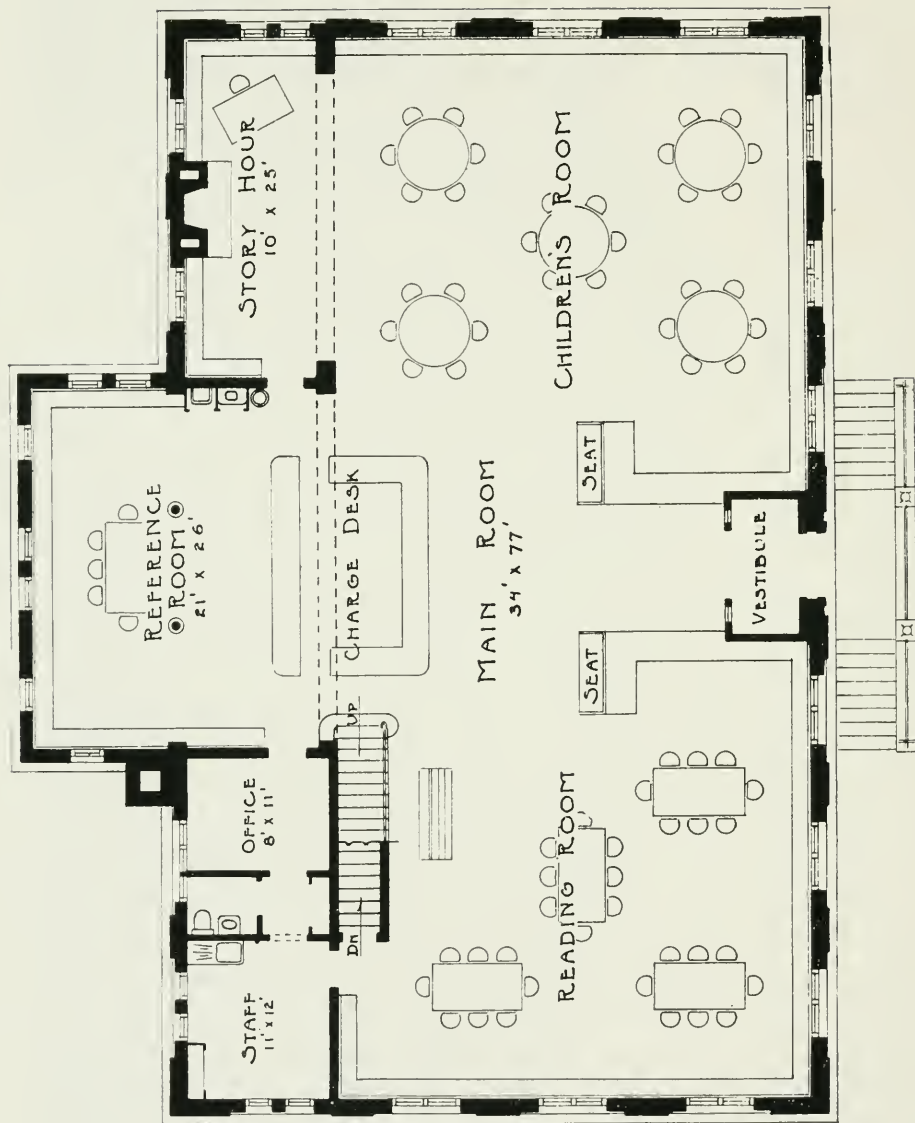 STAFF
11' x 12'
OFFICE
8' x 11'
REFERENCE
ROOM
21' x 26'
STORY HOUR
10' x 25'
DN
UP
CHARGE DESK
MAIN ROOM
34' x 77'
READING ROOM
SEAT
SEAT
CHILDREN'S ROOM
VESTIBULE